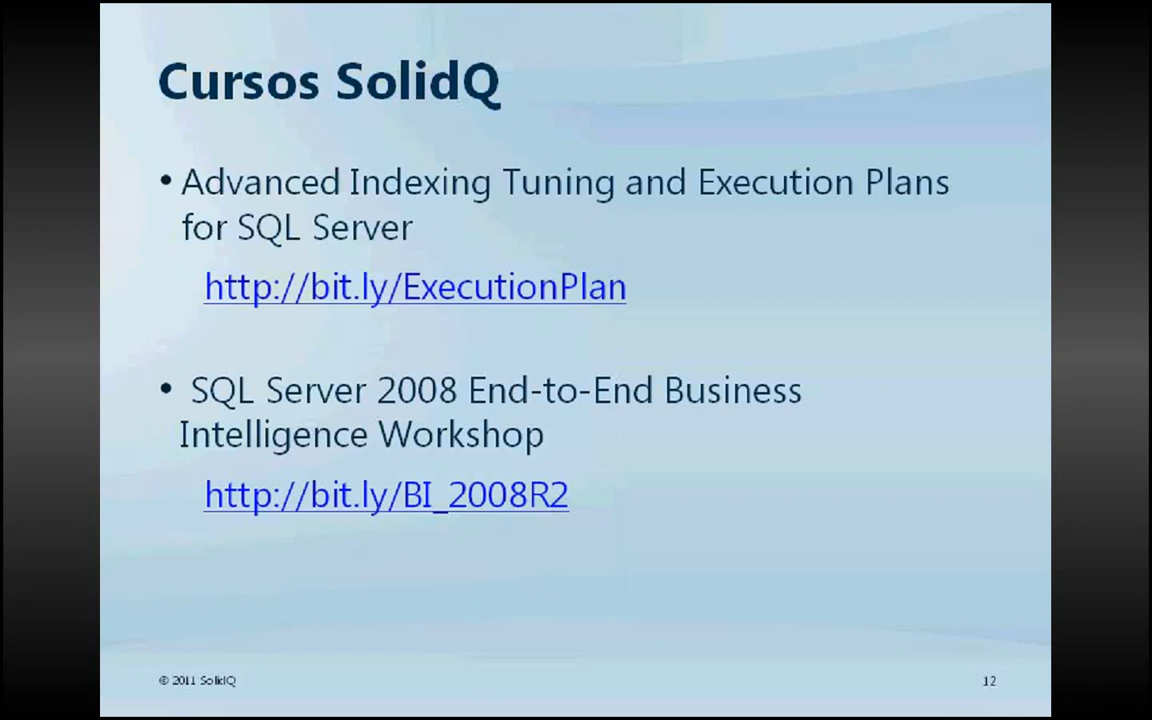 Cursos SolidQ
• Advanced Indexing Tuning and Execution Plans
for SQL Server
http://bit.ly/ExecutionPlan
• SQL Server 2008 End-to-End Business
Intelligence Workshop
http://bit.ly/BI_2008R2
© 2011 SolidQ
12